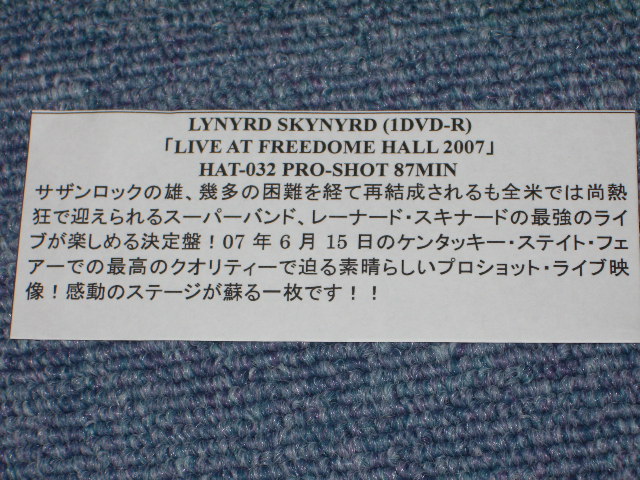 LYNYRD SKYNYRD (1DVD-R)
「LIVE AT FREEDOME HALL 2007」
HAT-032 PRO-SHOT 87MIN
サザンロックの雄、幾多の困難を経て再結成されるも全米では尚熱
狂で迎えられるスーパーバンド、レーナード・スキナードの最強のライ
ブが楽しめる決定盤！07 年 6 月 15 日のケンタッキー・ステイト・フェ
アーでの最高のクオリティーで迫る素晴らしいプロショット・ライブ映
像！感動のステージが蘇る一枚です！！